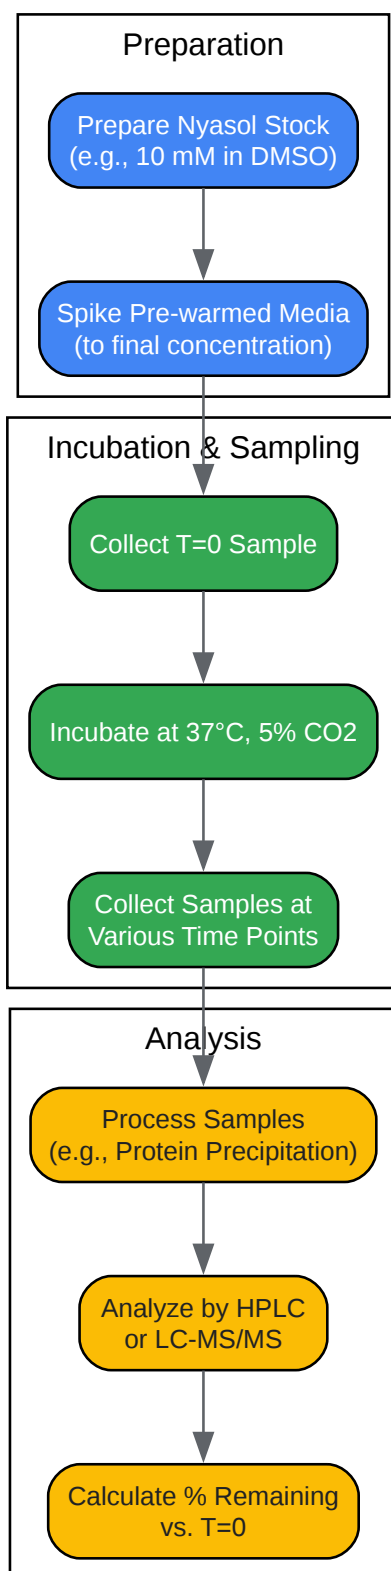 Preparation
Prepare Nyasol Stock
(e.g., 10 mM in DMSO)
Spike Pre-warmed Media
(to final concentration)
Incubation & Sampling
Collect T=0 Sample
Incubate at 37°C, 5% CO2
Collect Samples at
Various Time Points
Analysis
Process Samples
(e.g., Protein Precipitation)
Analyze by HPLC
or LC-MS/MS
Calculate % Remaining
vs. T=0